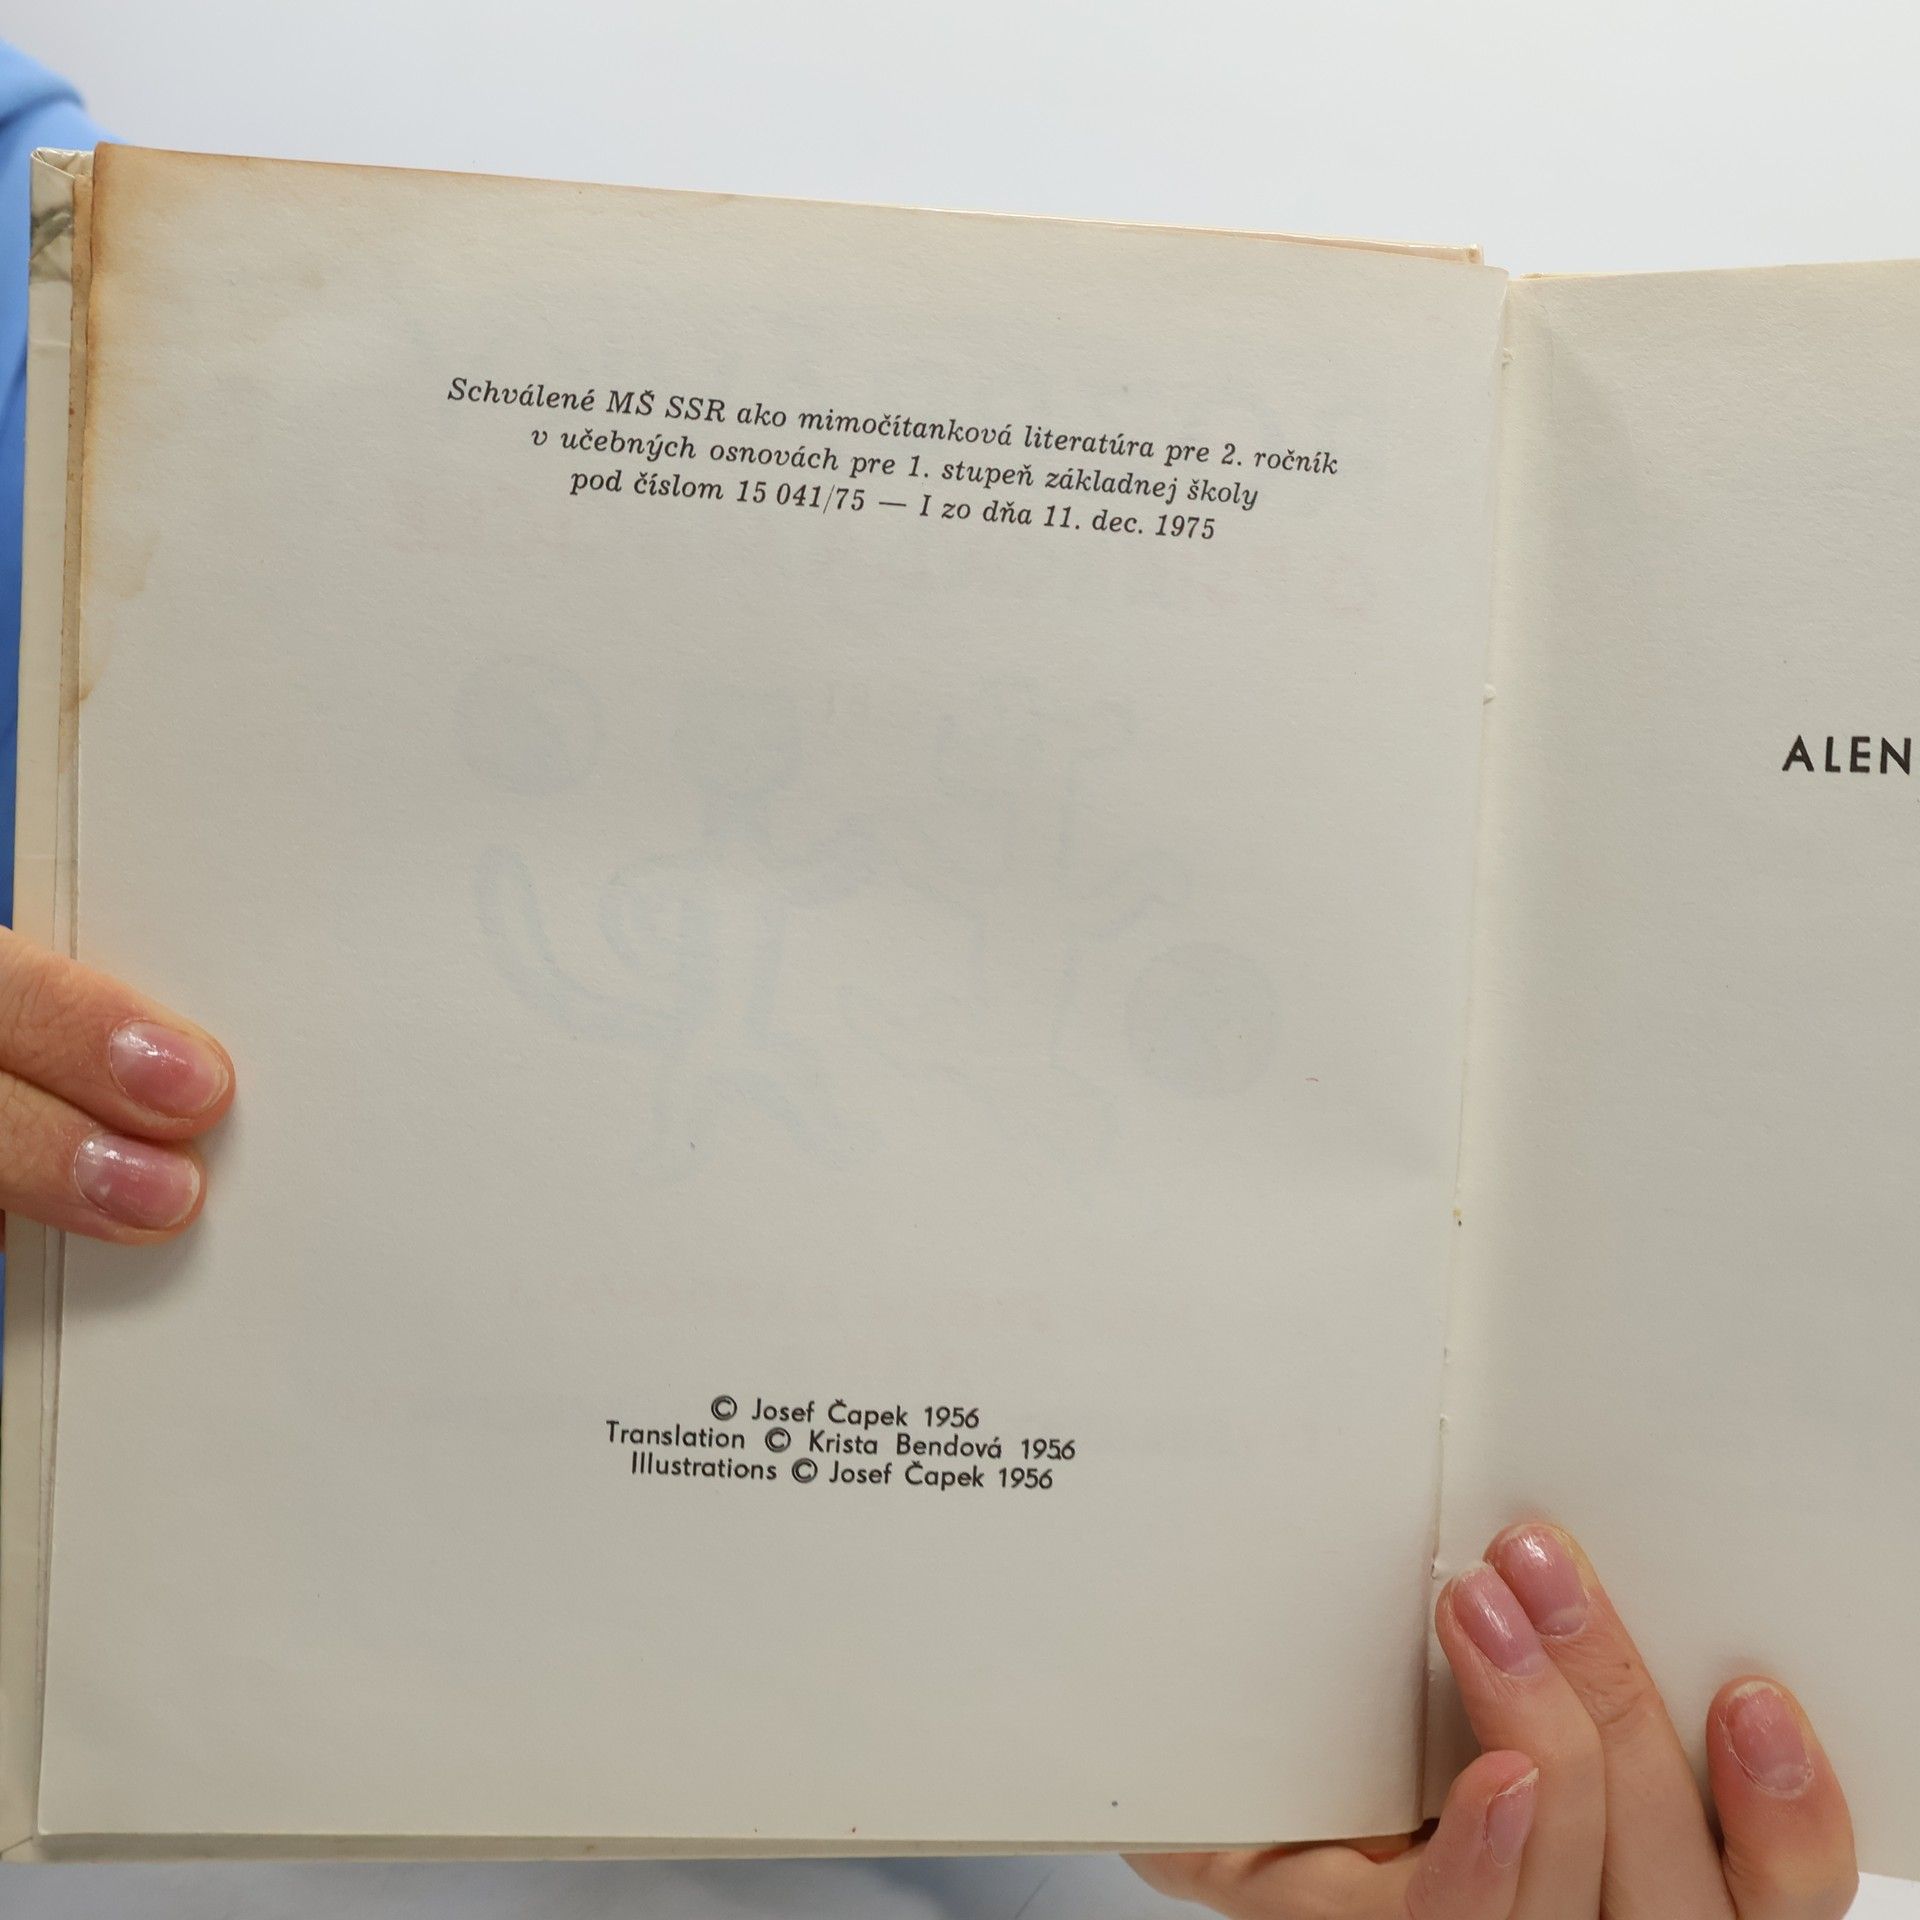 Schválené MŠ SSR ako mimočítanková literatúra pre 2. ročník
v učebných osnovách pre 1. stupeň základnej školy
pod číslom 15 041/75 — I zo dňa 11. dec. 1975
© Josef Čapek 1956
Translation © Krista Bendová 1956
Illustrations © Josef Čapek 1956
ALEN